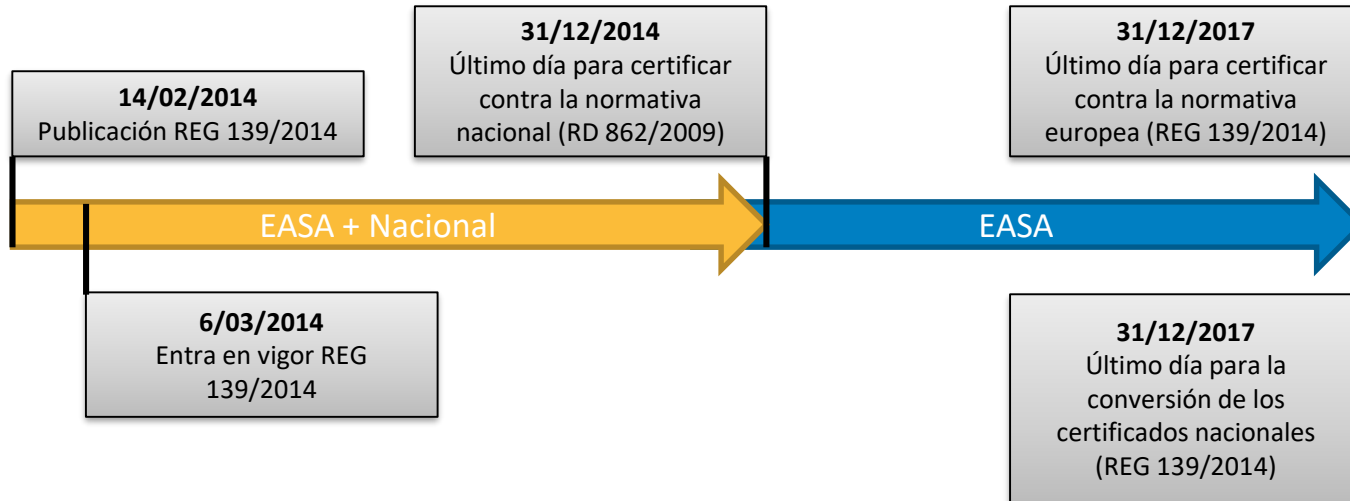 14/02/2014
Publicación REG 139/2014
31/12/2014
Último día para certificar
contra la normativa
nacional (RD 862/2009)
31/12/2017
Último día para certificar
contra la normativa
europea (REG 139/2014)
EASA + Nacional
EASA
6/03/2014
Entra en vigor REG
139/2014
31/12/2017
Último día para la
conversión de los
certificados nacionales
(REG 139/2014)